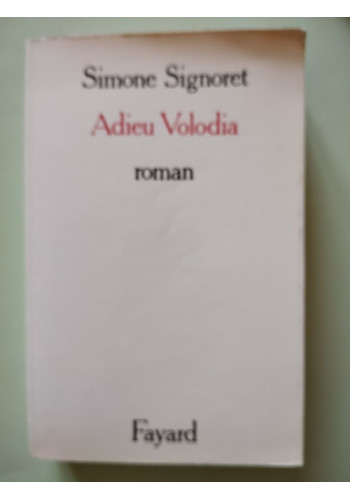 Simone Signoret
Adieu Volodia
roman
Fayard